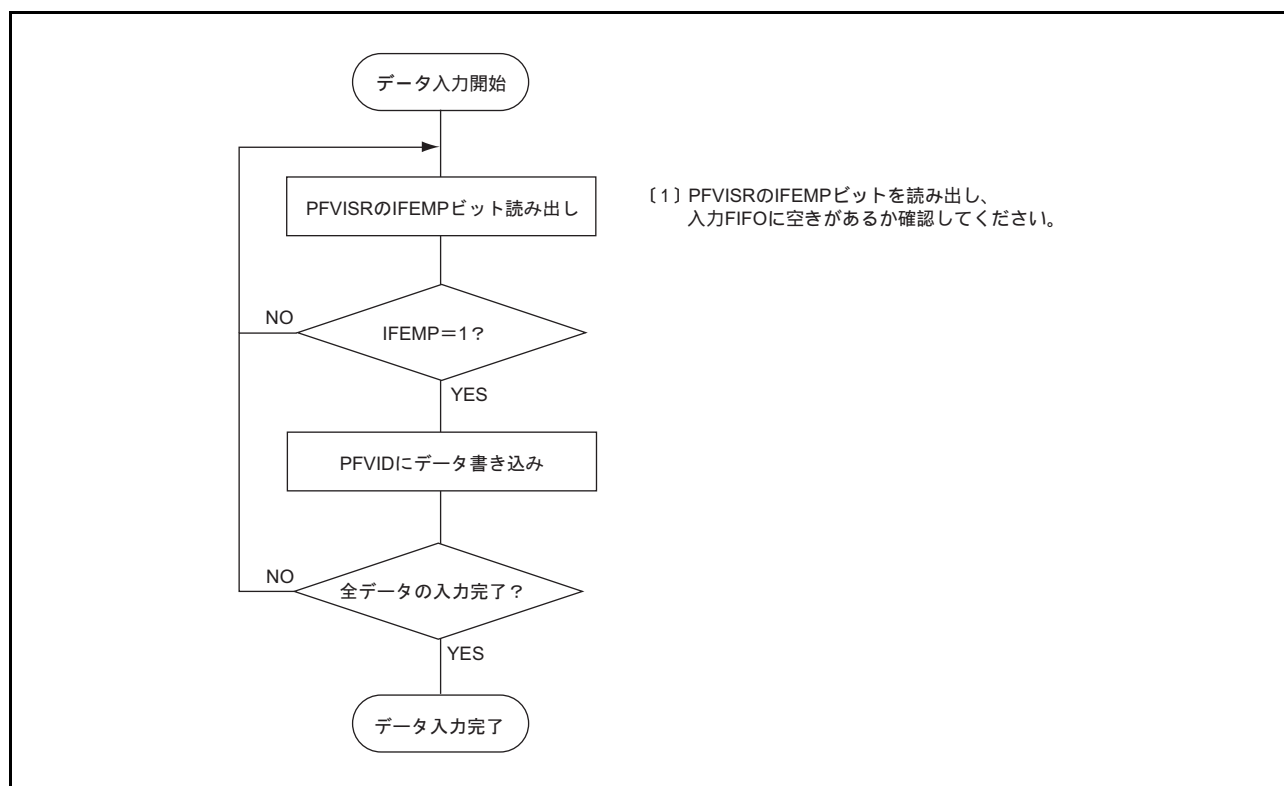 データ入力開始
PFVISRのIFEMPビット読み出し
〔1〕PFVISRのIFEMPビットを読み出し、
入力FIFOに空きがあるか確認してください。
NO
IFEMP＝1？
YES
PFVIDにデータ書き込み
NO
全データの入力完了？
YES
データ入力完了